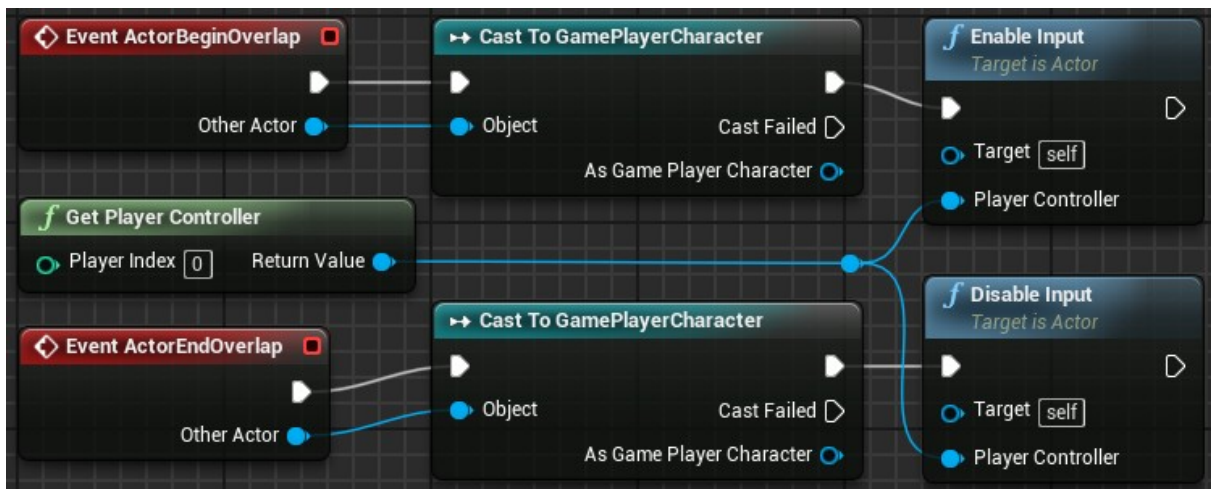 Event ActorBeginOverlap
Other Actor
Cast To GamePlayerCharacter
Object
Cast Failed
As Game Player Character
f Enable Input
Target is Actor
Target self
Player Controller
f Get Player Controller
Player Index 0
Return Value
Event ActorEndOverlap
Other Actor
Cast To GamePlayerCharacter
Object
Cast Failed
As Game Player Character
f Disable Input
Target is Actor
Target self
Player Controller